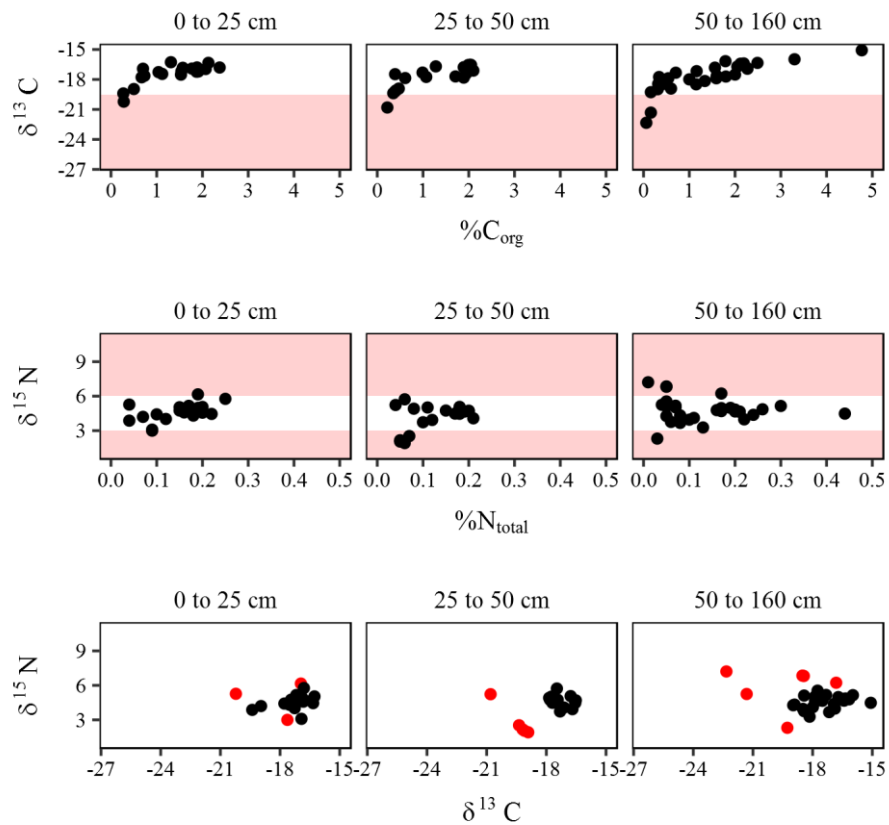 0 to 25 cm 25 to 50 cm 50 to 160 cm
δ¹³C
-15
-18
-21
-24
-27
0 1 2 3 4 5 0 1 2 3 4 5 0 1 2 3 4 5
%C_org
0 to 25 cm 25 to 50 cm 50 to 160 cm
δ¹⁵N
9
6
3
0.0 0.1 0.2 0.3 0.4 0.5 0.0 0.1 0.2 0.3 0.4 0.5 0.0 0.1 0.2 0.3 0.4 0.5
%N_total
0 to 25 cm 25 to 50 cm 50 to 160 cm
δ¹⁵N
9
6
3
-27 -24 -21 -18 -15 -27 -24 -21 -18 -15 -27 -24 -21 -18 -15
δ¹³C